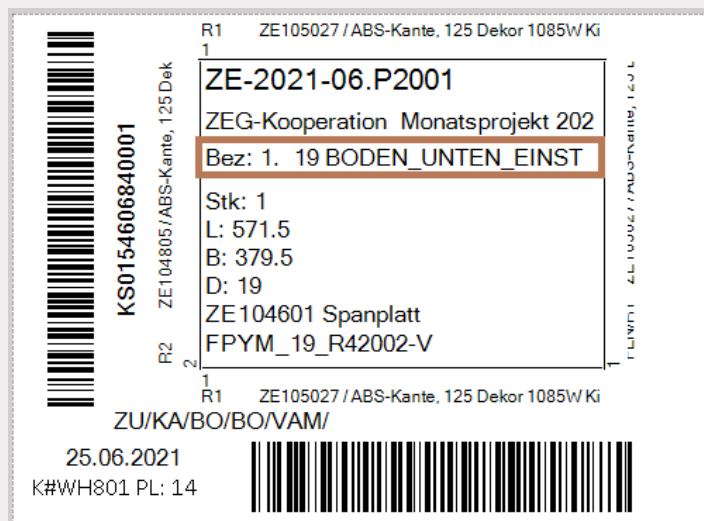 R1 ZE105027 / ABS-Kante, 125 Dekor 1085W Ki
1
ZE-2021-06.P2001
ZEG-Kooperation Monatsprojekt 202
Bez: 1. 19 BODEN_UNTEN_EINST
Stk: 1
L: 571.5
B: 379.5
D: 19
ZE104601 Spanplatt
FPYM_19_R42002-V
KS0154606840001
R2 ZE104805 / ABS-Kante, 125 Dek
2
1
1
R1 ZE105027 / ABS-Kante, 125 Dekor 1085W Ki
ZU/KA/BO/BO/VAM/
25.06.2021
K#WH801 PL: 14